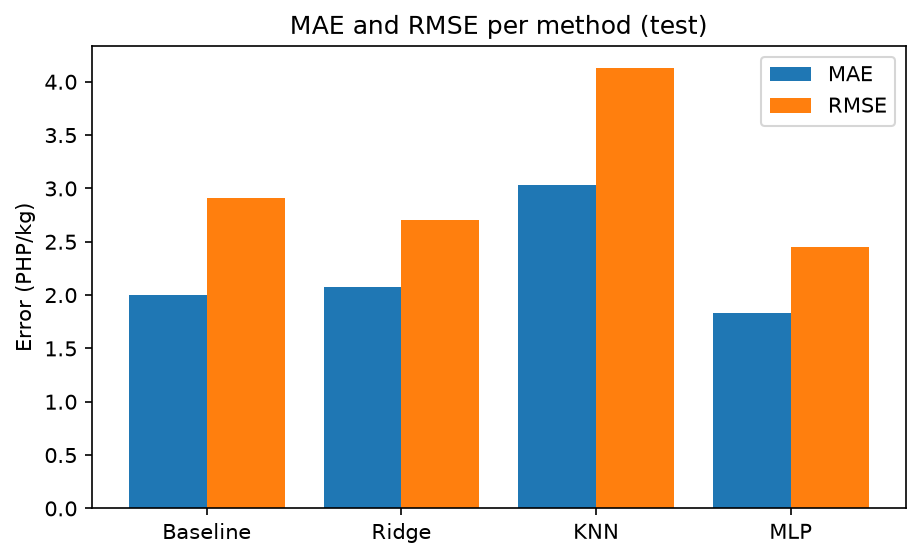 MAE and RMSE per method (test)
MAE
RMSE
Error (PHP/kg)
4.0
3.5
3.0
2.5
2.0
1.5
1.0
0.5
0.0
Baseline Ridge KNN MLP